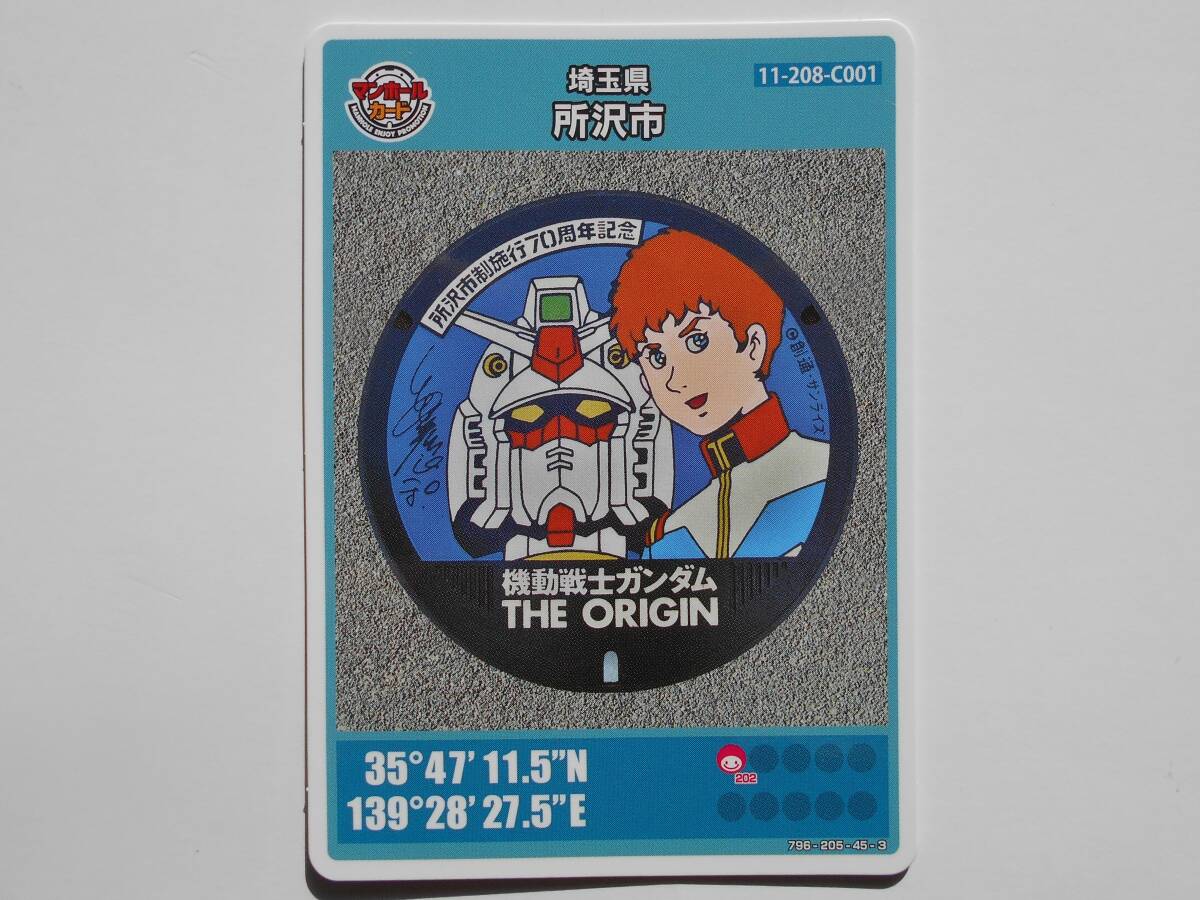 マンホール
カード
MANHOLE ENJOY PROMOTION
埼玉県
所沢市
11-208-C001
所沢市制施行70周年記念
©創通・サンライズ
機動戦士ガンダム
THE ORIGIN
35°47’11.5”N
139°28’27.5”E
202
796-205-45-3